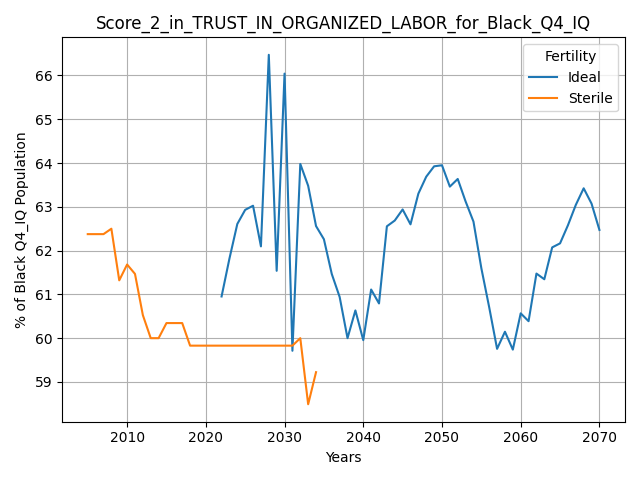 Score_2_in_TRUST_IN_ORGANIZED_LABOR_for_Black_Q4_IQ
Fertility
Ideal
Sterile
% of Black Q4_IQ Population
66
65
64
63
62
61
60
59
2010 2020 2030 2040 2050 2060 2070
Years